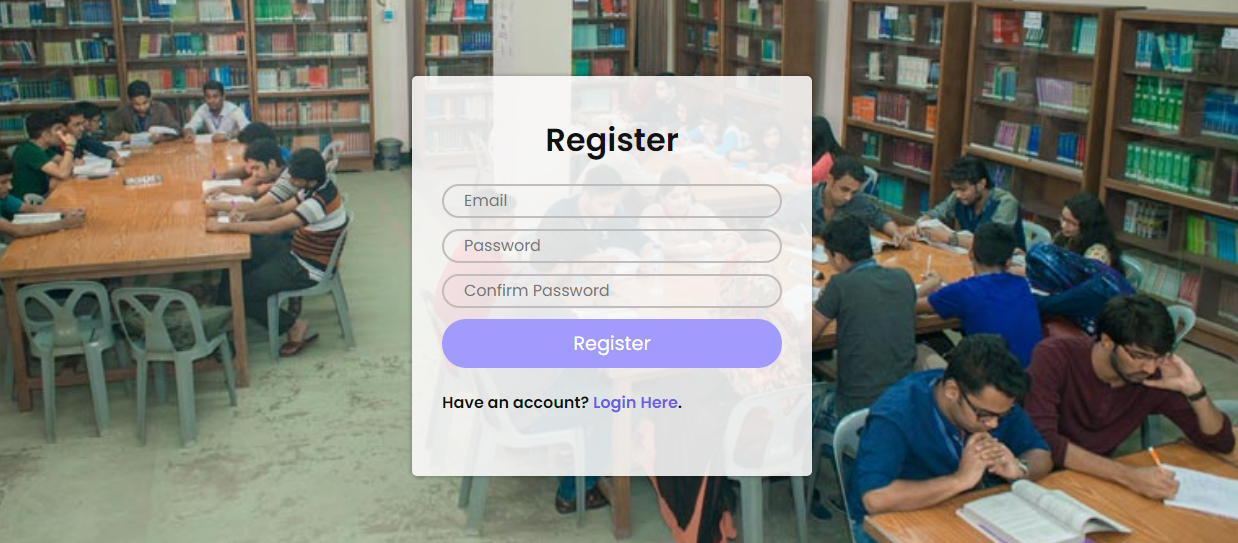 Register
Email
Password
Confirm Password
Register
Have an account? Login Here.